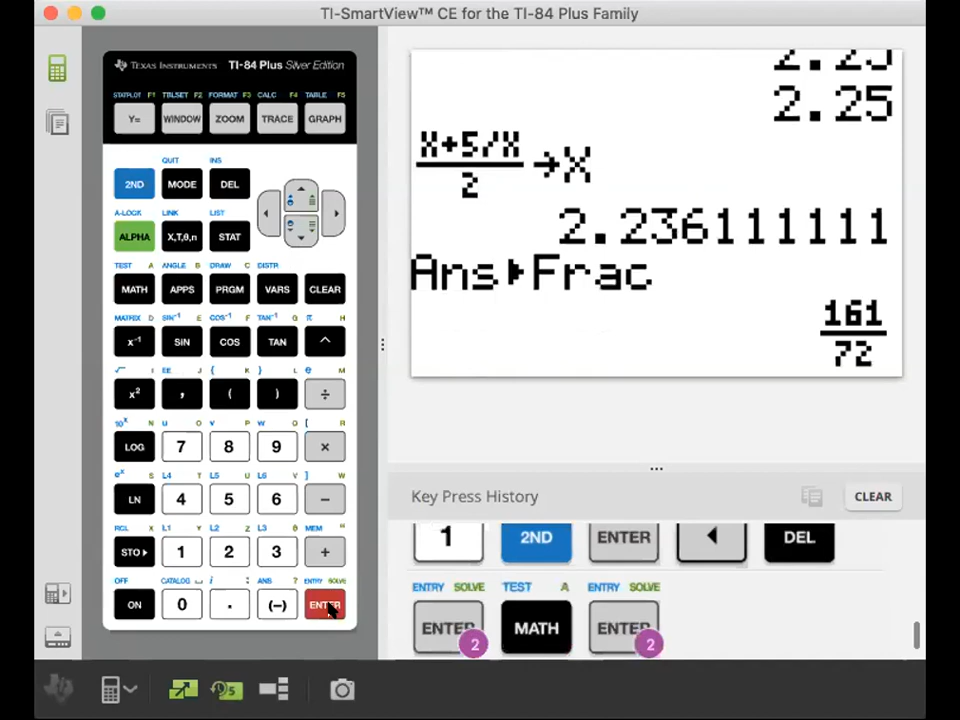 TI-SmartView™ CE for the TI-84 Plus Family
TEXAS INSTRUMENTS TI-84 Plus Silver Edition
STATPLOT F1 TBLSET F2 FORMAT F3 CALC F4 TABLE F5
Y= WINDOW ZOOM TRACE GRAPH
QUIT INS
2ND MODE DEL
A-LOCK LINK LIST
ALPHA X,T,θ,n STAT
TEST A ANGLE B DRAW C DISTR
MATH APPS PRGM VARS CLEAR
MATRIX D SIN⁻¹ E COS⁻¹ F TAN⁻¹ G π H
x⁻¹ SIN COS TAN ^
√ I EE J { K } L e M
x² , ( ) ÷
10ˣ N u O v P w Q [ R
LOG 7 8 9 ×
eˣ S L4 T L5 U L6 V ] W
LN 4 5 6 −
RCL X L1 Y L2 Z L3 θ MEM "
STO▶ 1 2 3 +
OFF CATALOG ⎵ i : ANS ? ENTRY SOLVE
ON 0 . (−) ENTER
2.25
2.25
X+5/X
2
→X
2.236111111
Ans▶Frac
161
72
Key Press History CLEAR
1 2ND ENTER DEL
ENTRY SOLVE TEST A ENTRY SOLVE
ENTER 2 MATH ENTER 2
5